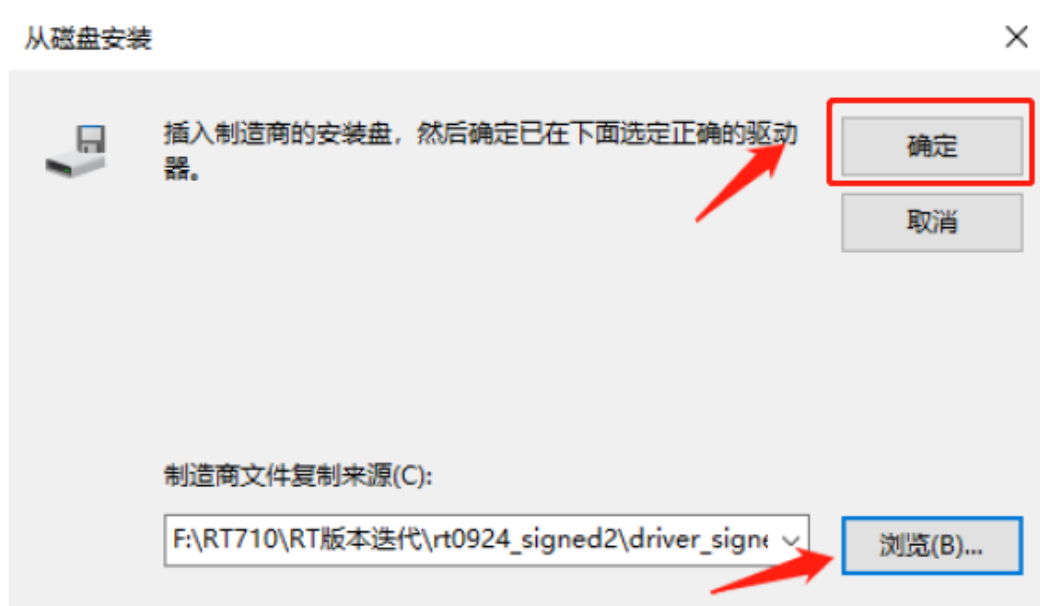 从磁盘安装
插入制造商的安装盘，然后确定已在下面选定正确的驱动
器。
确定
取消
制造商文件复制来源(C):
F:\RT710\RT版本迭代\rt0924_signed2\driver_signe
浏览(B)...